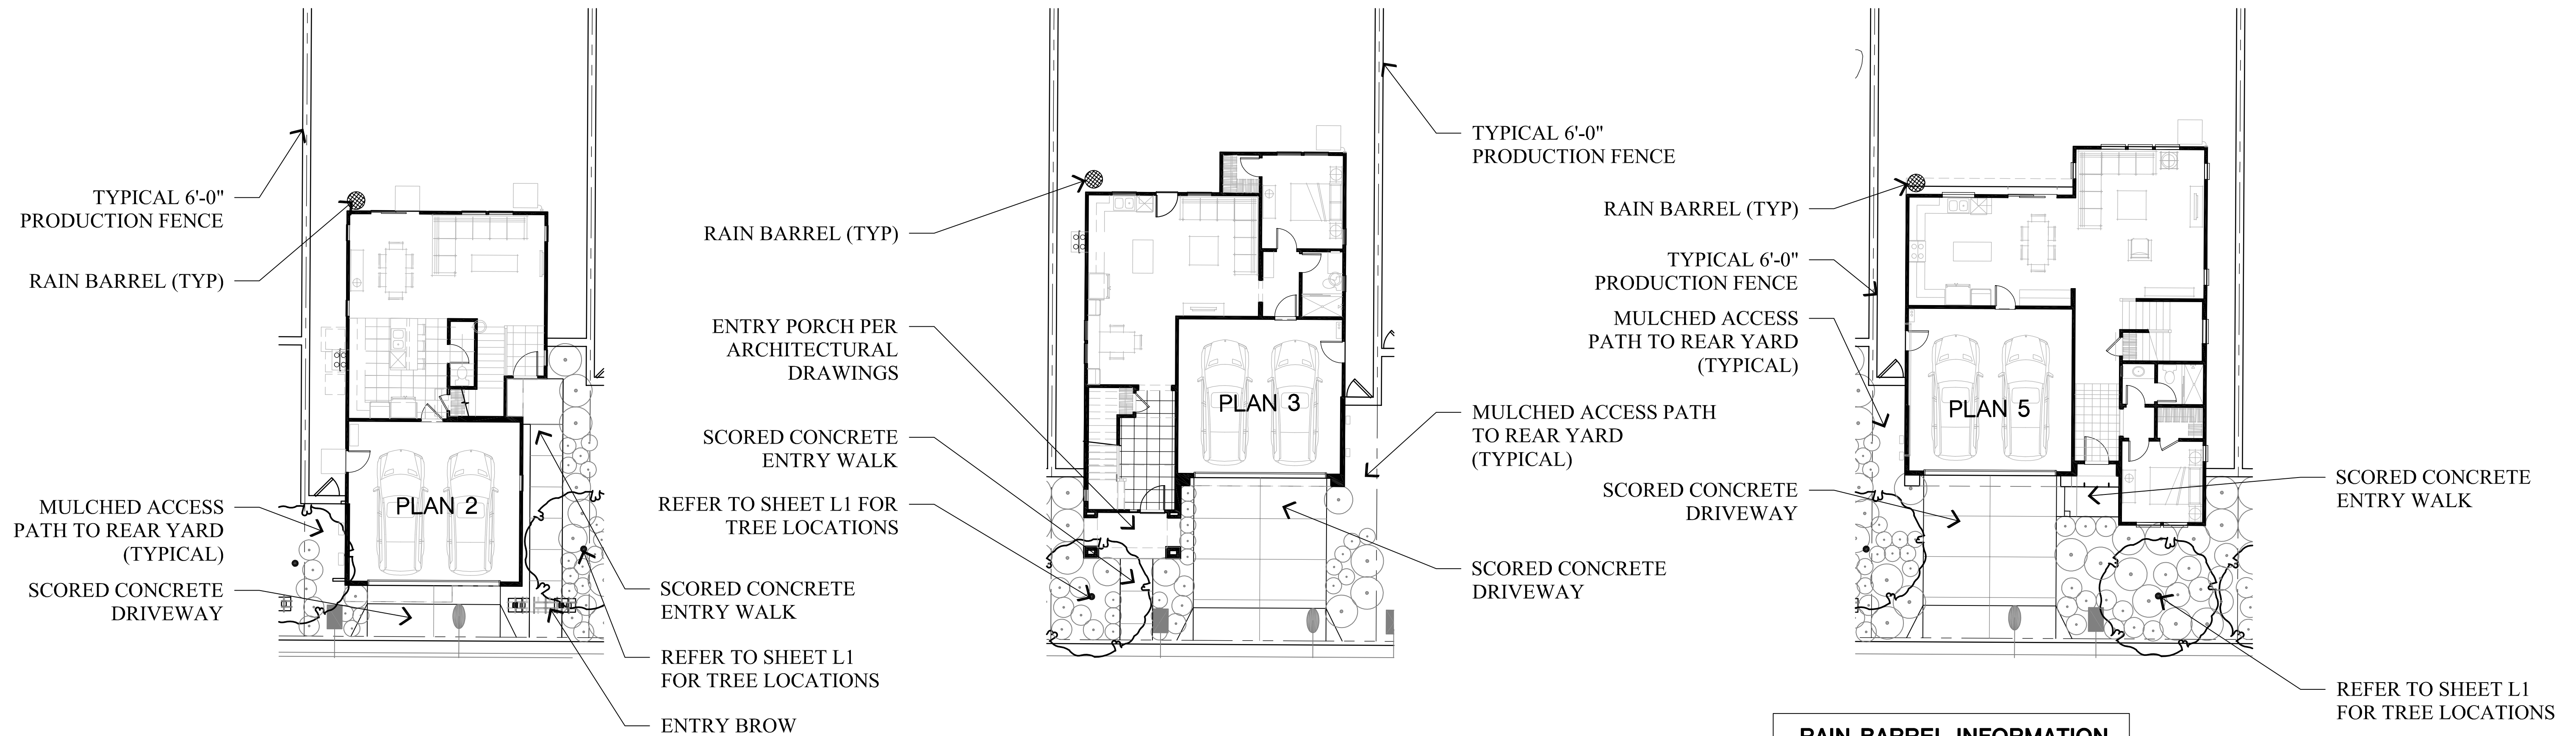 TYPICAL 6'-0"
PRODUCTION FENCE
RAIN BARREL (TYP)
MULCHED ACCESS
PATH TO REAR YARD
(TYPICAL)
SCORED CONCRETE
DRIVEWAY
PLAN 2
SCORED CONCRETE
ENTRY WALK
REFER TO SHEET L1
FOR TREE LOCATIONS
ENTRY BROW
RAIN BARREL (TYP)
ENTRY PORCH PER
ARCHITECTURAL
DRAWINGS
SCORED CONCRETE
ENTRY WALK
REFER TO SHEET L1 FOR
TREE LOCATIONS
PLAN 3
TYPICAL 6'-0"
PRODUCTION FENCE
MULCHED ACCESS PATH
TO REAR YARD
(TYPICAL)
SCORED CONCRETE
DRIVEWAY
RAIN BARREL (TYP)
TYPICAL 6'-0"
PRODUCTION FENCE
MULCHED ACCESS
PATH TO REAR YARD
(TYPICAL)
SCORED CONCRETE
DRIVEWAY
PLAN 5
SCORED CONCRETE
ENTRY WALK
REFER TO SHEET L1
FOR TREE LOCATIONS
RAIN BARREL INFORMATION